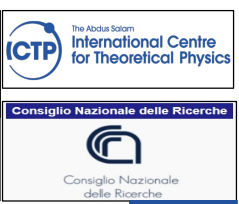 The Abdus Salam
International Centre
for Theoretical Physics
ICTP
Consiglio Nazionale delle Ricerche
Consiglio Nazionale
delle Ricerche